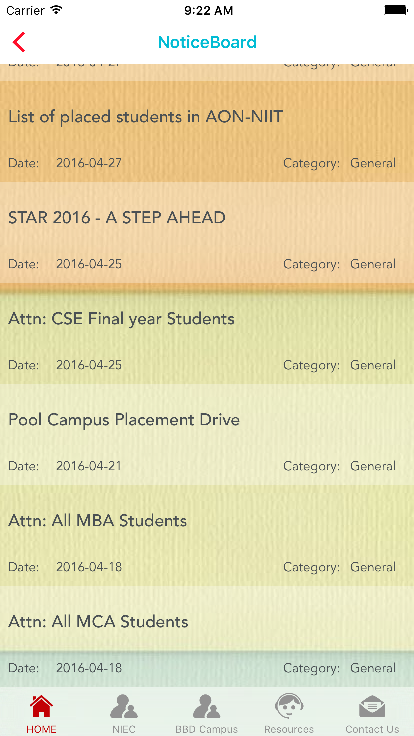 Carrier 9:22 AM
NoticeBoard
Date: 2016-04-27 Category: General
List of placed students in AON-NIIT
Date: 2016-04-27 Category: General
STAR 2016 - A STEP AHEAD
Date: 2016-04-25 Category: General
Attn: CSE Final year Students
Date: 2016-04-25 Category: General
Pool Campus Placement Drive
Date: 2016-04-21 Category: General
Attn: All MBA Students
Date: 2016-04-18 Category: General
Attn: All MCA Students
Date: 2016-04-18 Category: General
HOME NIEC BBD Campus Resources Contact Us